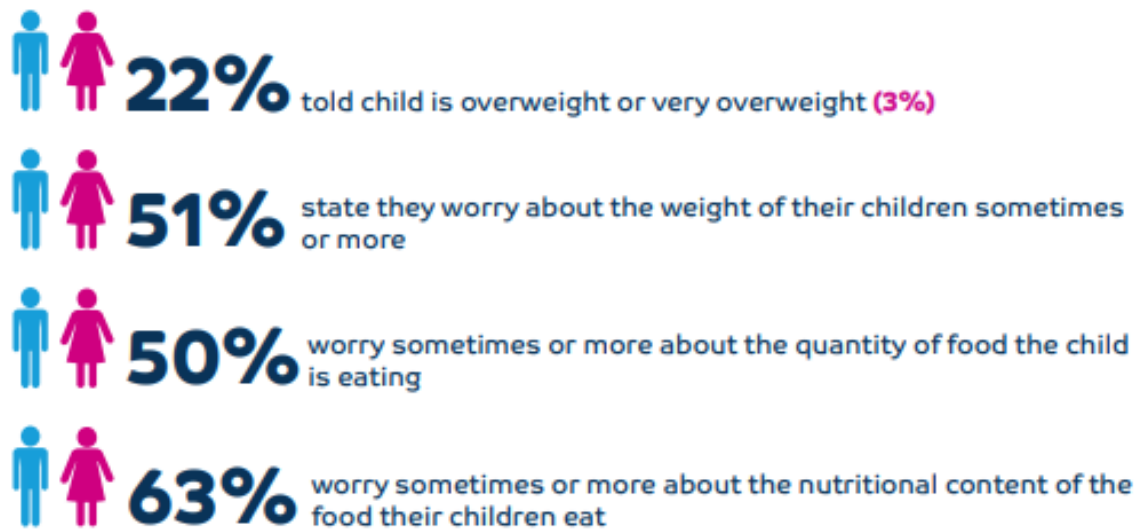 22% told child is overweight or very overweight (3%)
51% state they worry about the weight of their children sometimes
or more
50% worry sometimes or more about the quantity of food the child
is eating
63% worry sometimes or more about the nutritional content of the
food their children eat